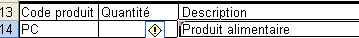 13 Code produit Quantité Description
14 PC Produit alimentaire